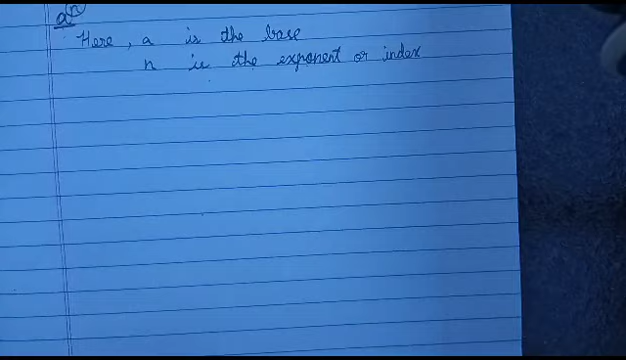 aⁿ
Here, a is the base
n is the exponent or index